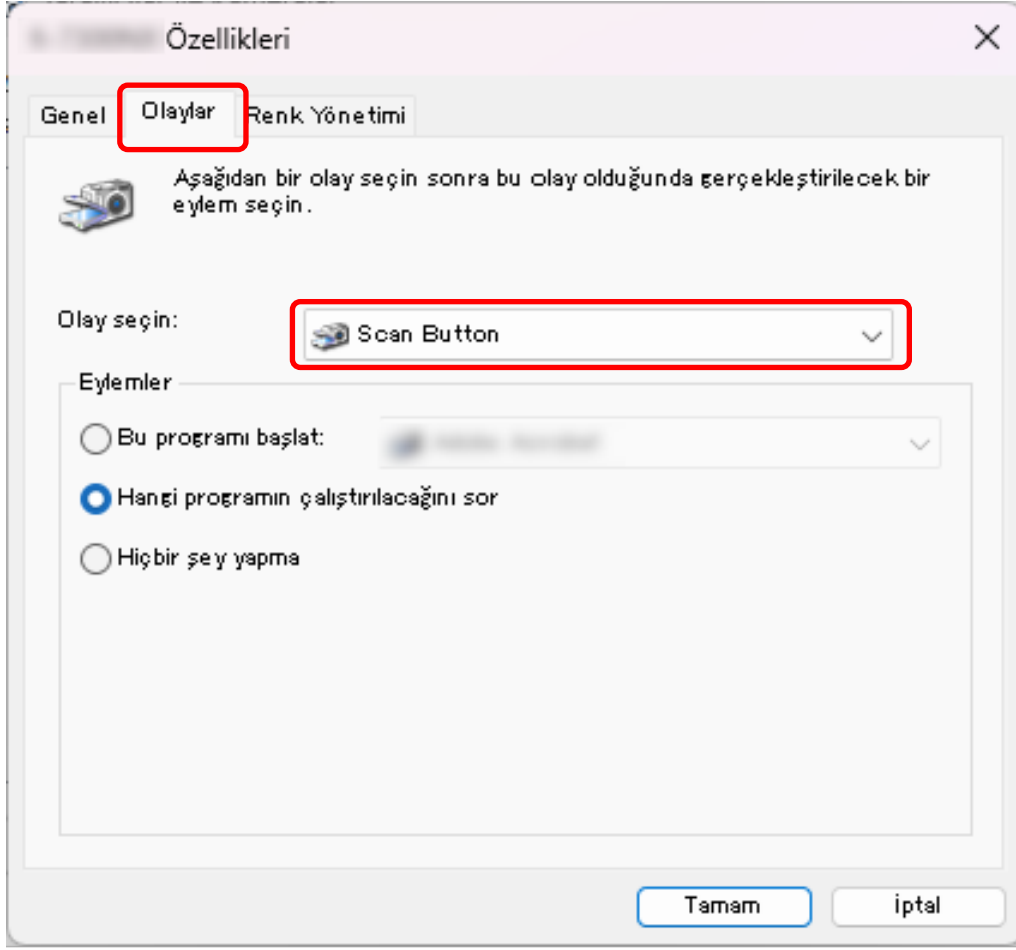 Özellikleri
Genel Olaylar Renk Yönetimi
Aşağıdan bir olay seçin sonra bu olay olduğunda gerçekleştirilecek bir
eylem seçin.
Olay seçin: Scan Button
Eylemler
Bu programı başlat:
Hangi programın çalıştırılacağını sor
Hiçbir şey yapma
Tamam İptal